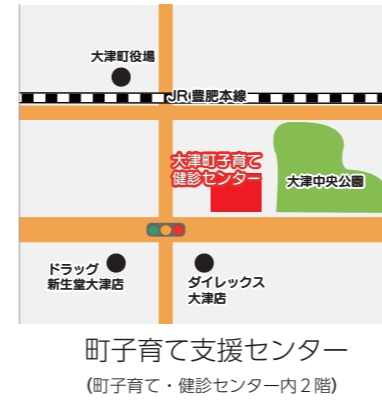 大津町役場
JR豊肥本線
大津町子育て
健診センター
大津中央公園
ドラッグ
新生堂大津店
ダイレックス
大津店
町子育て支援センター
(町子育て・健診センター内2階)